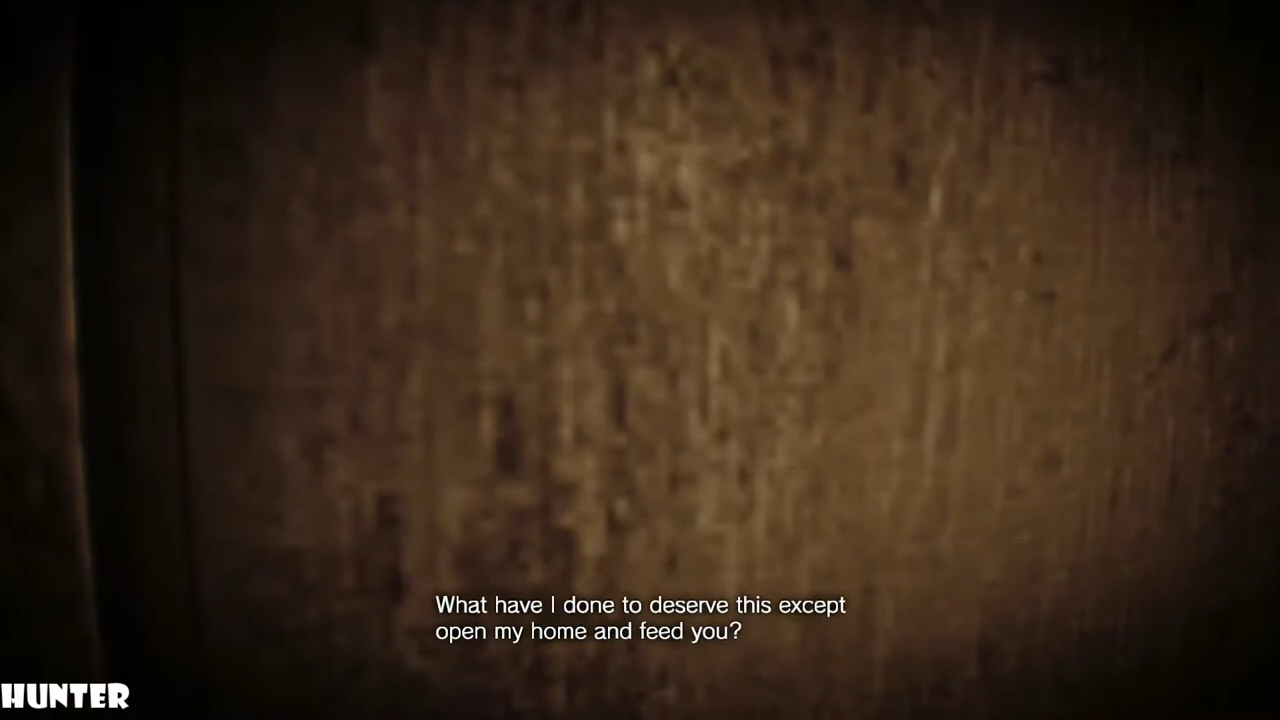 What have I done to deserve this except
open my home and feed you?
HUNTER